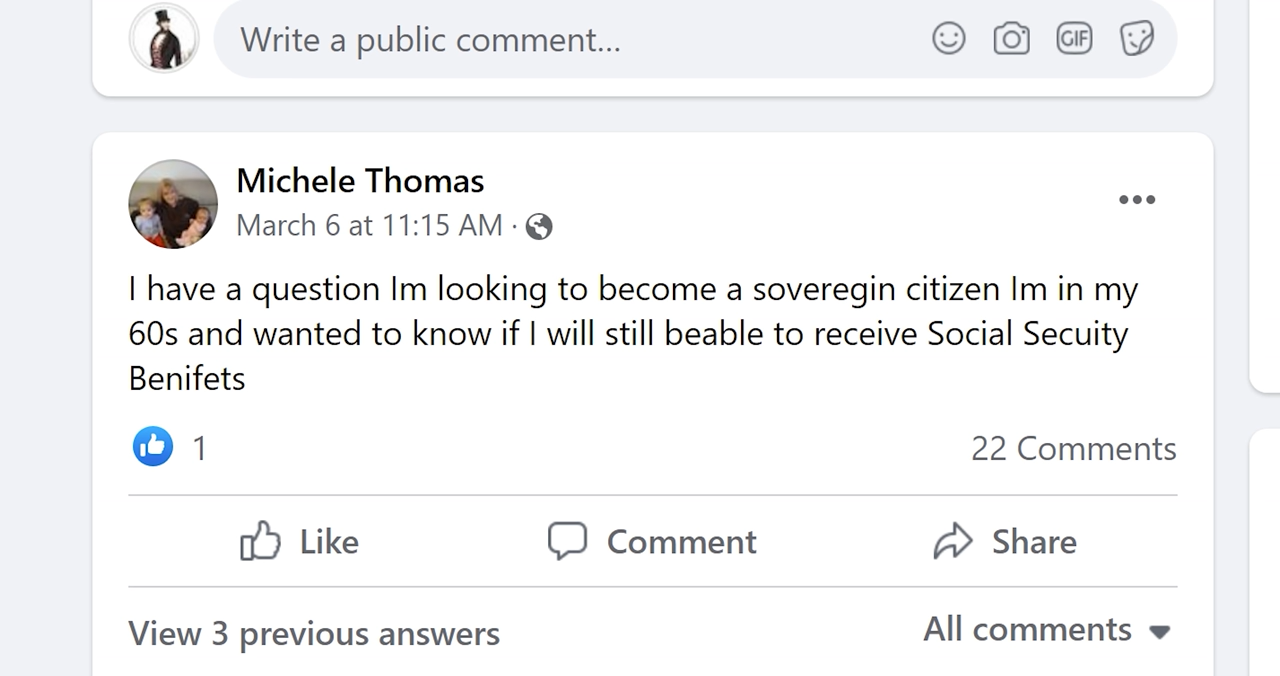 Write a public comment...
GIF
Michele Thomas
March 6 at 11:15 AM ·
I have a question Im looking to become a soveregin citizen Im in my
60s and wanted to know if I will still beable to receive Social Secuity
Benifets
1
22 Comments
Like
Comment
Share
View 3 previous answers
All comments